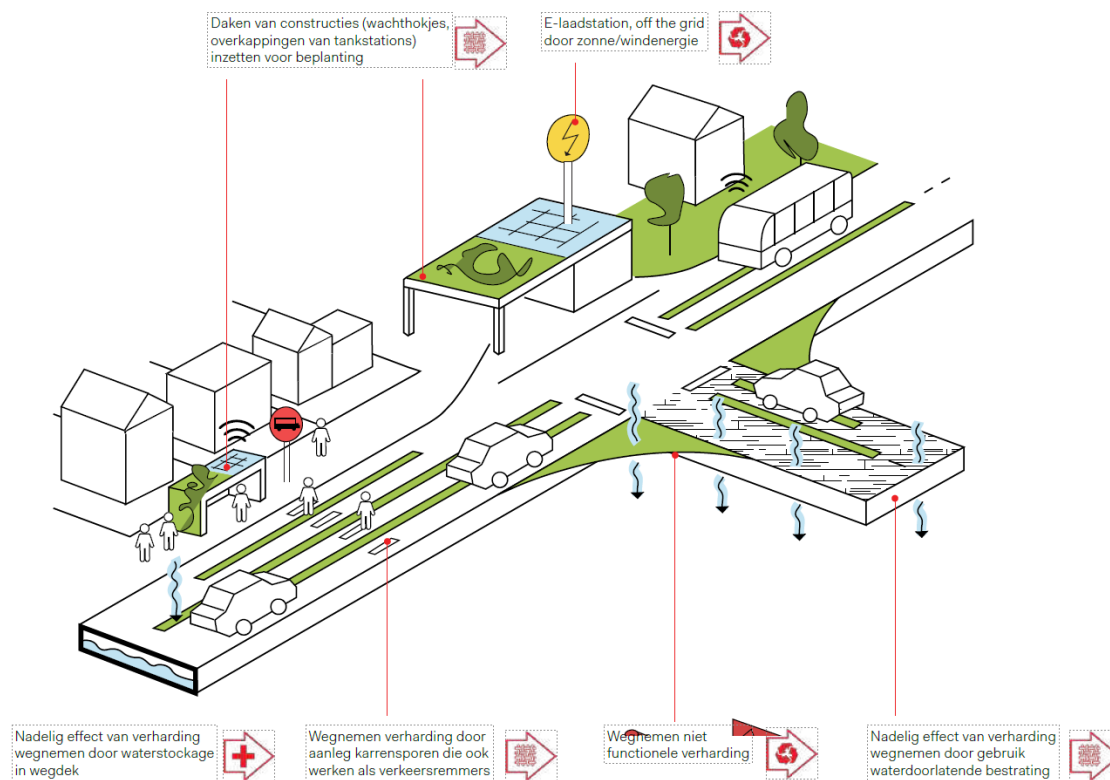 Daken van constructies (wachthokjes,
overkappingen van tankstations)
inzetten voor beplanting
E-laadstation, off the grid
door zonne/windenergie
Nadelig effect van verharding
wegnemen door waterstockage
in wegdek
Wegnemen verharding door
aanleg karrensporen die ook
werken als verkeersremmers
Wegnemen niet
functionele verharding
Nadelig effect van verharding
wegnemen door gebruik
waterdoorlatende bestrating